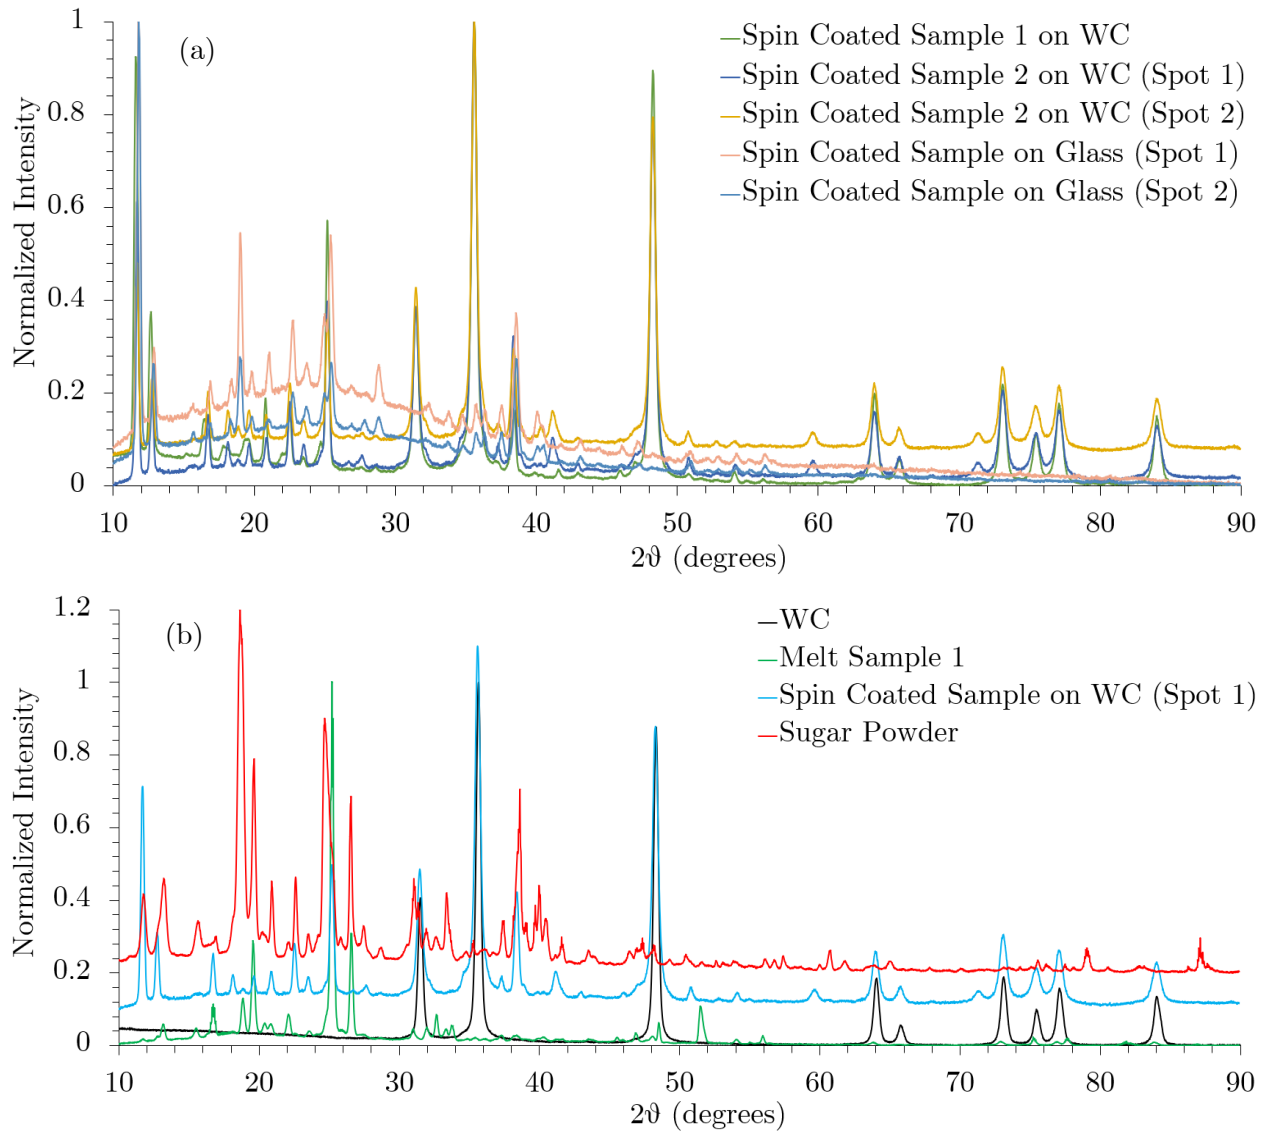 (a)
Spin Coated Sample 1 on WC
Spin Coated Sample 2 on WC (Spot 1)
Spin Coated Sample 2 on WC (Spot 2)
Spin Coated Sample on Glass (Spot 1)
Spin Coated Sample on Glass (Spot 2)
Normalized Intensity
1
0.8
0.6
0.4
0.2
0
10 20 30 40 50 60 70 80 90
2ϑ (degrees)
(b)
WC
Melt Sample 1
Spin Coated Sample on WC (Spot 1)
Sugar Powder
Normalized Intensity
1.2
1
0.8
0.6
0.4
0.2
0
10 20 30 40 50 60 70 80 90
2ϑ (degrees)